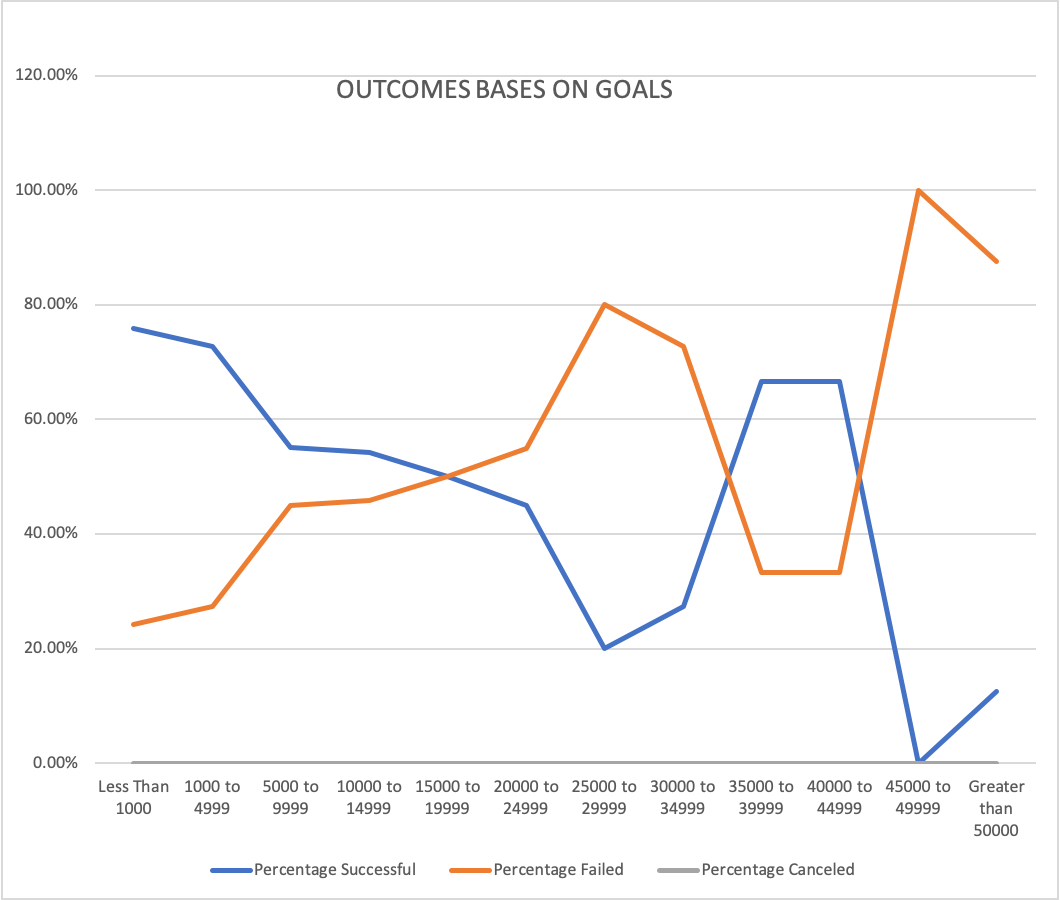 120.00%
OUTCOMES BASES ON GOALS
100.00%
80.00%
60.00%
40.00%
20.00%
0.00%
Less Than
1000
1000 to
4999
5000 to
9999
10000 to
14999
15000 to
19999
20000 to
24999
25000 to
29999
30000 to
34999
35000 to
39999
40000 to
44999
45000 to
49999
Greater
than
50000
Percentage Successful
Percentage Failed
Percentage Canceled